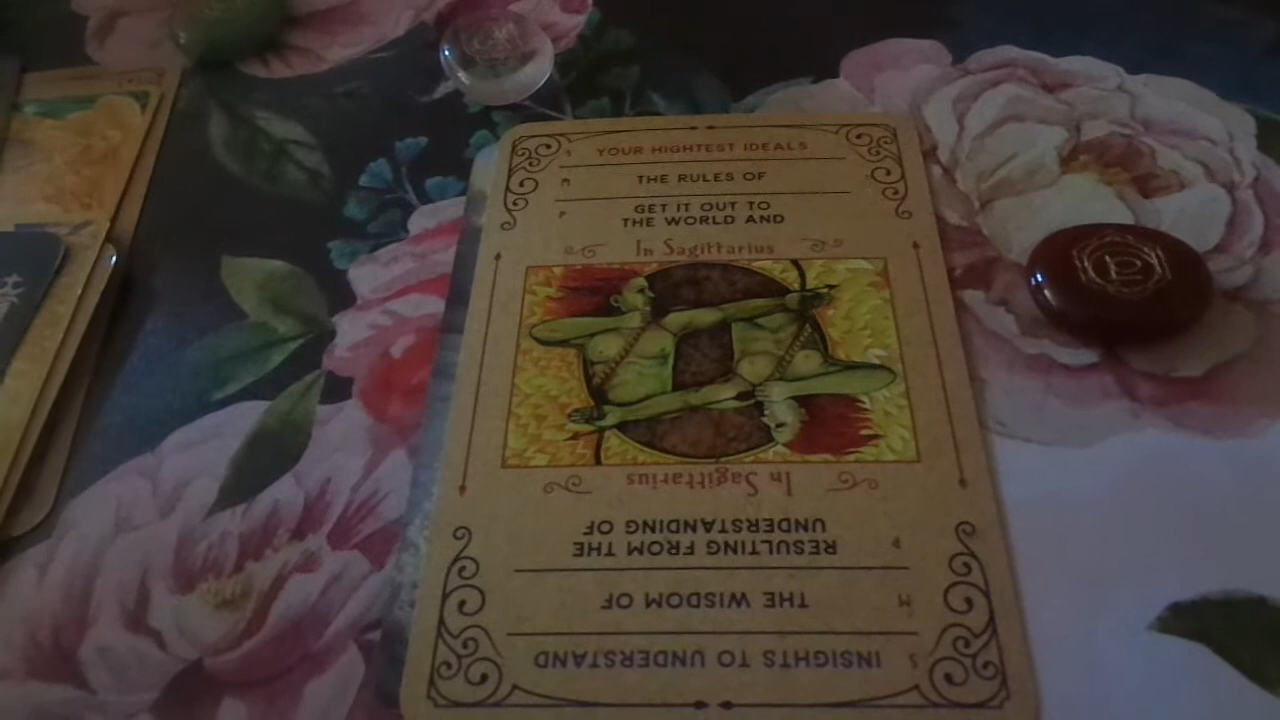 S YOUR HIGHTEST IDEALS
M THE RULES OF
P GET IT OUT TO
THE WORLD AND
In Sagittarius
In Sagittarius
P RESULTING FROM THE
UNDERSTANDING OF
M THE WISDOM OF
S INSIGHTS TO UNDERSTAND